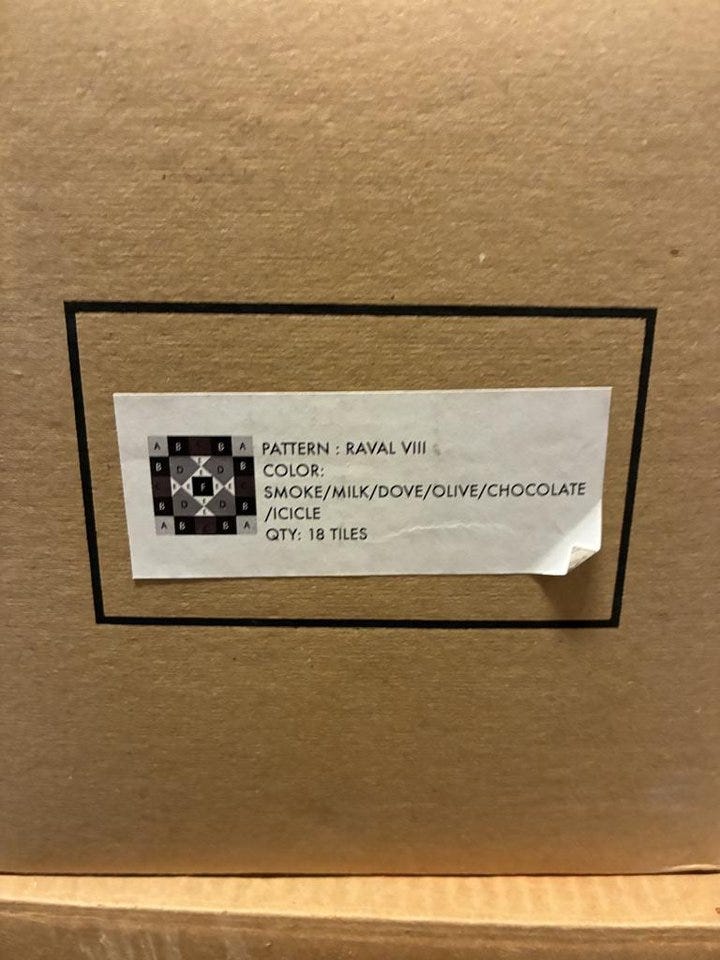 A B C B A
B D E D B
C E F E C
B D E D B
A B C B A
PATTERN : RAVAL VIII
COLOR:
SMOKE/MILK/DOVE/OLIVE/CHOCOLATE
/ICICLE
QTY: 18 TILES